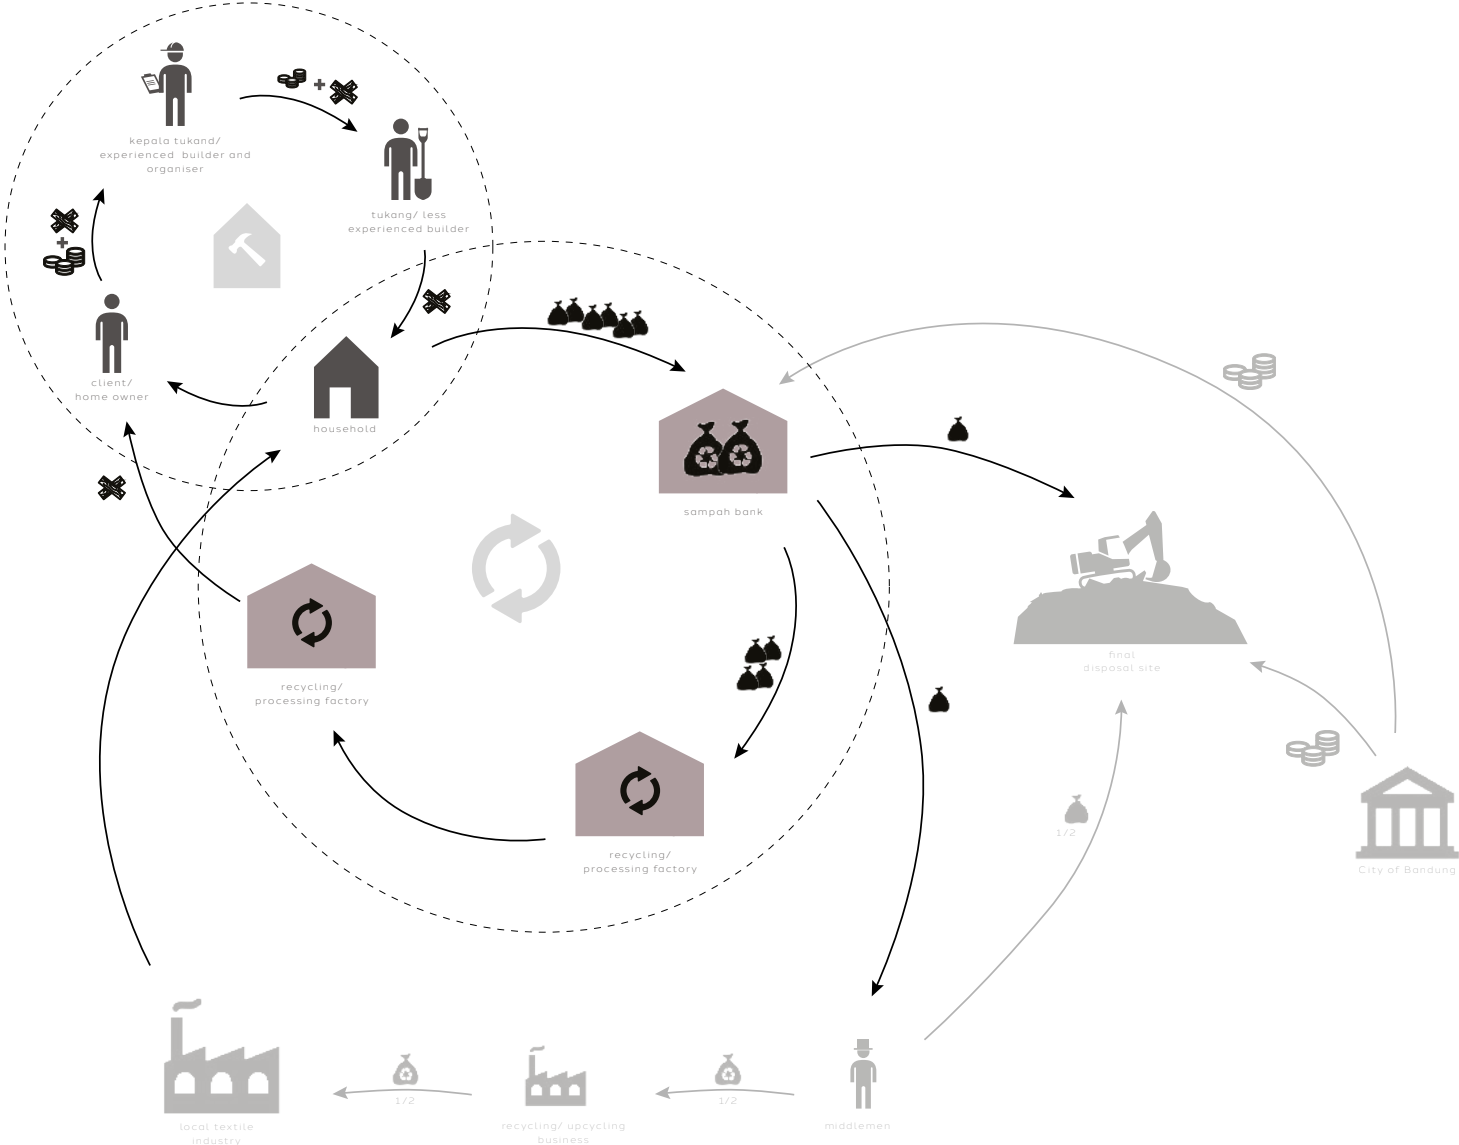 kepala tukand/
experienced builder and
organiser
tukang/ less
experienced builder
+
+
client/
home owner
household
sampah bank
recycling/
processing factory
final
disposal site
recycling/
processing factory
1/2
City of Bandung
1/2
1/2
local textile
industry
recycling/ upcycling
business
middlemen